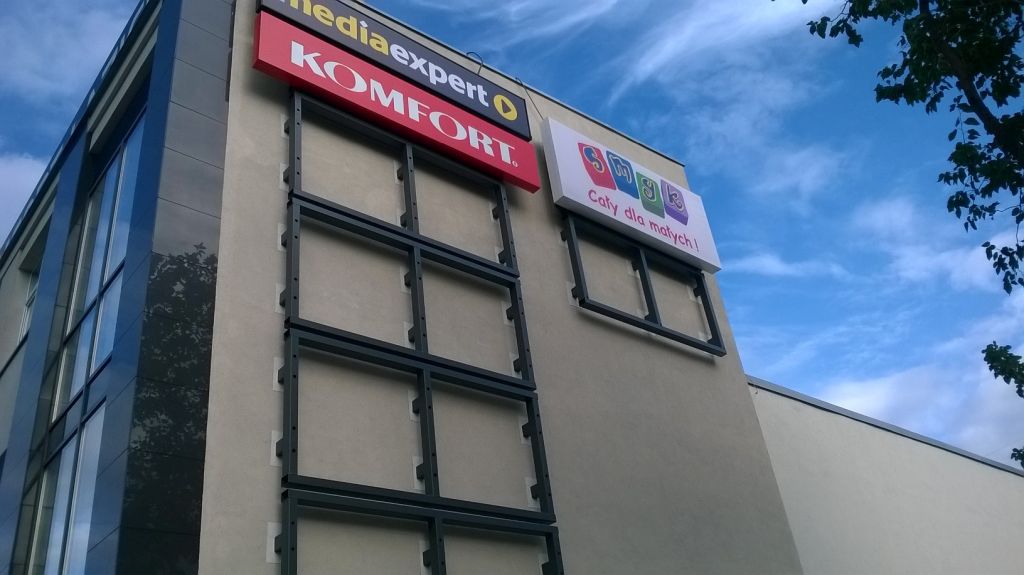 mediaexpert
KOMFORT
smyk
Cały dla małych!